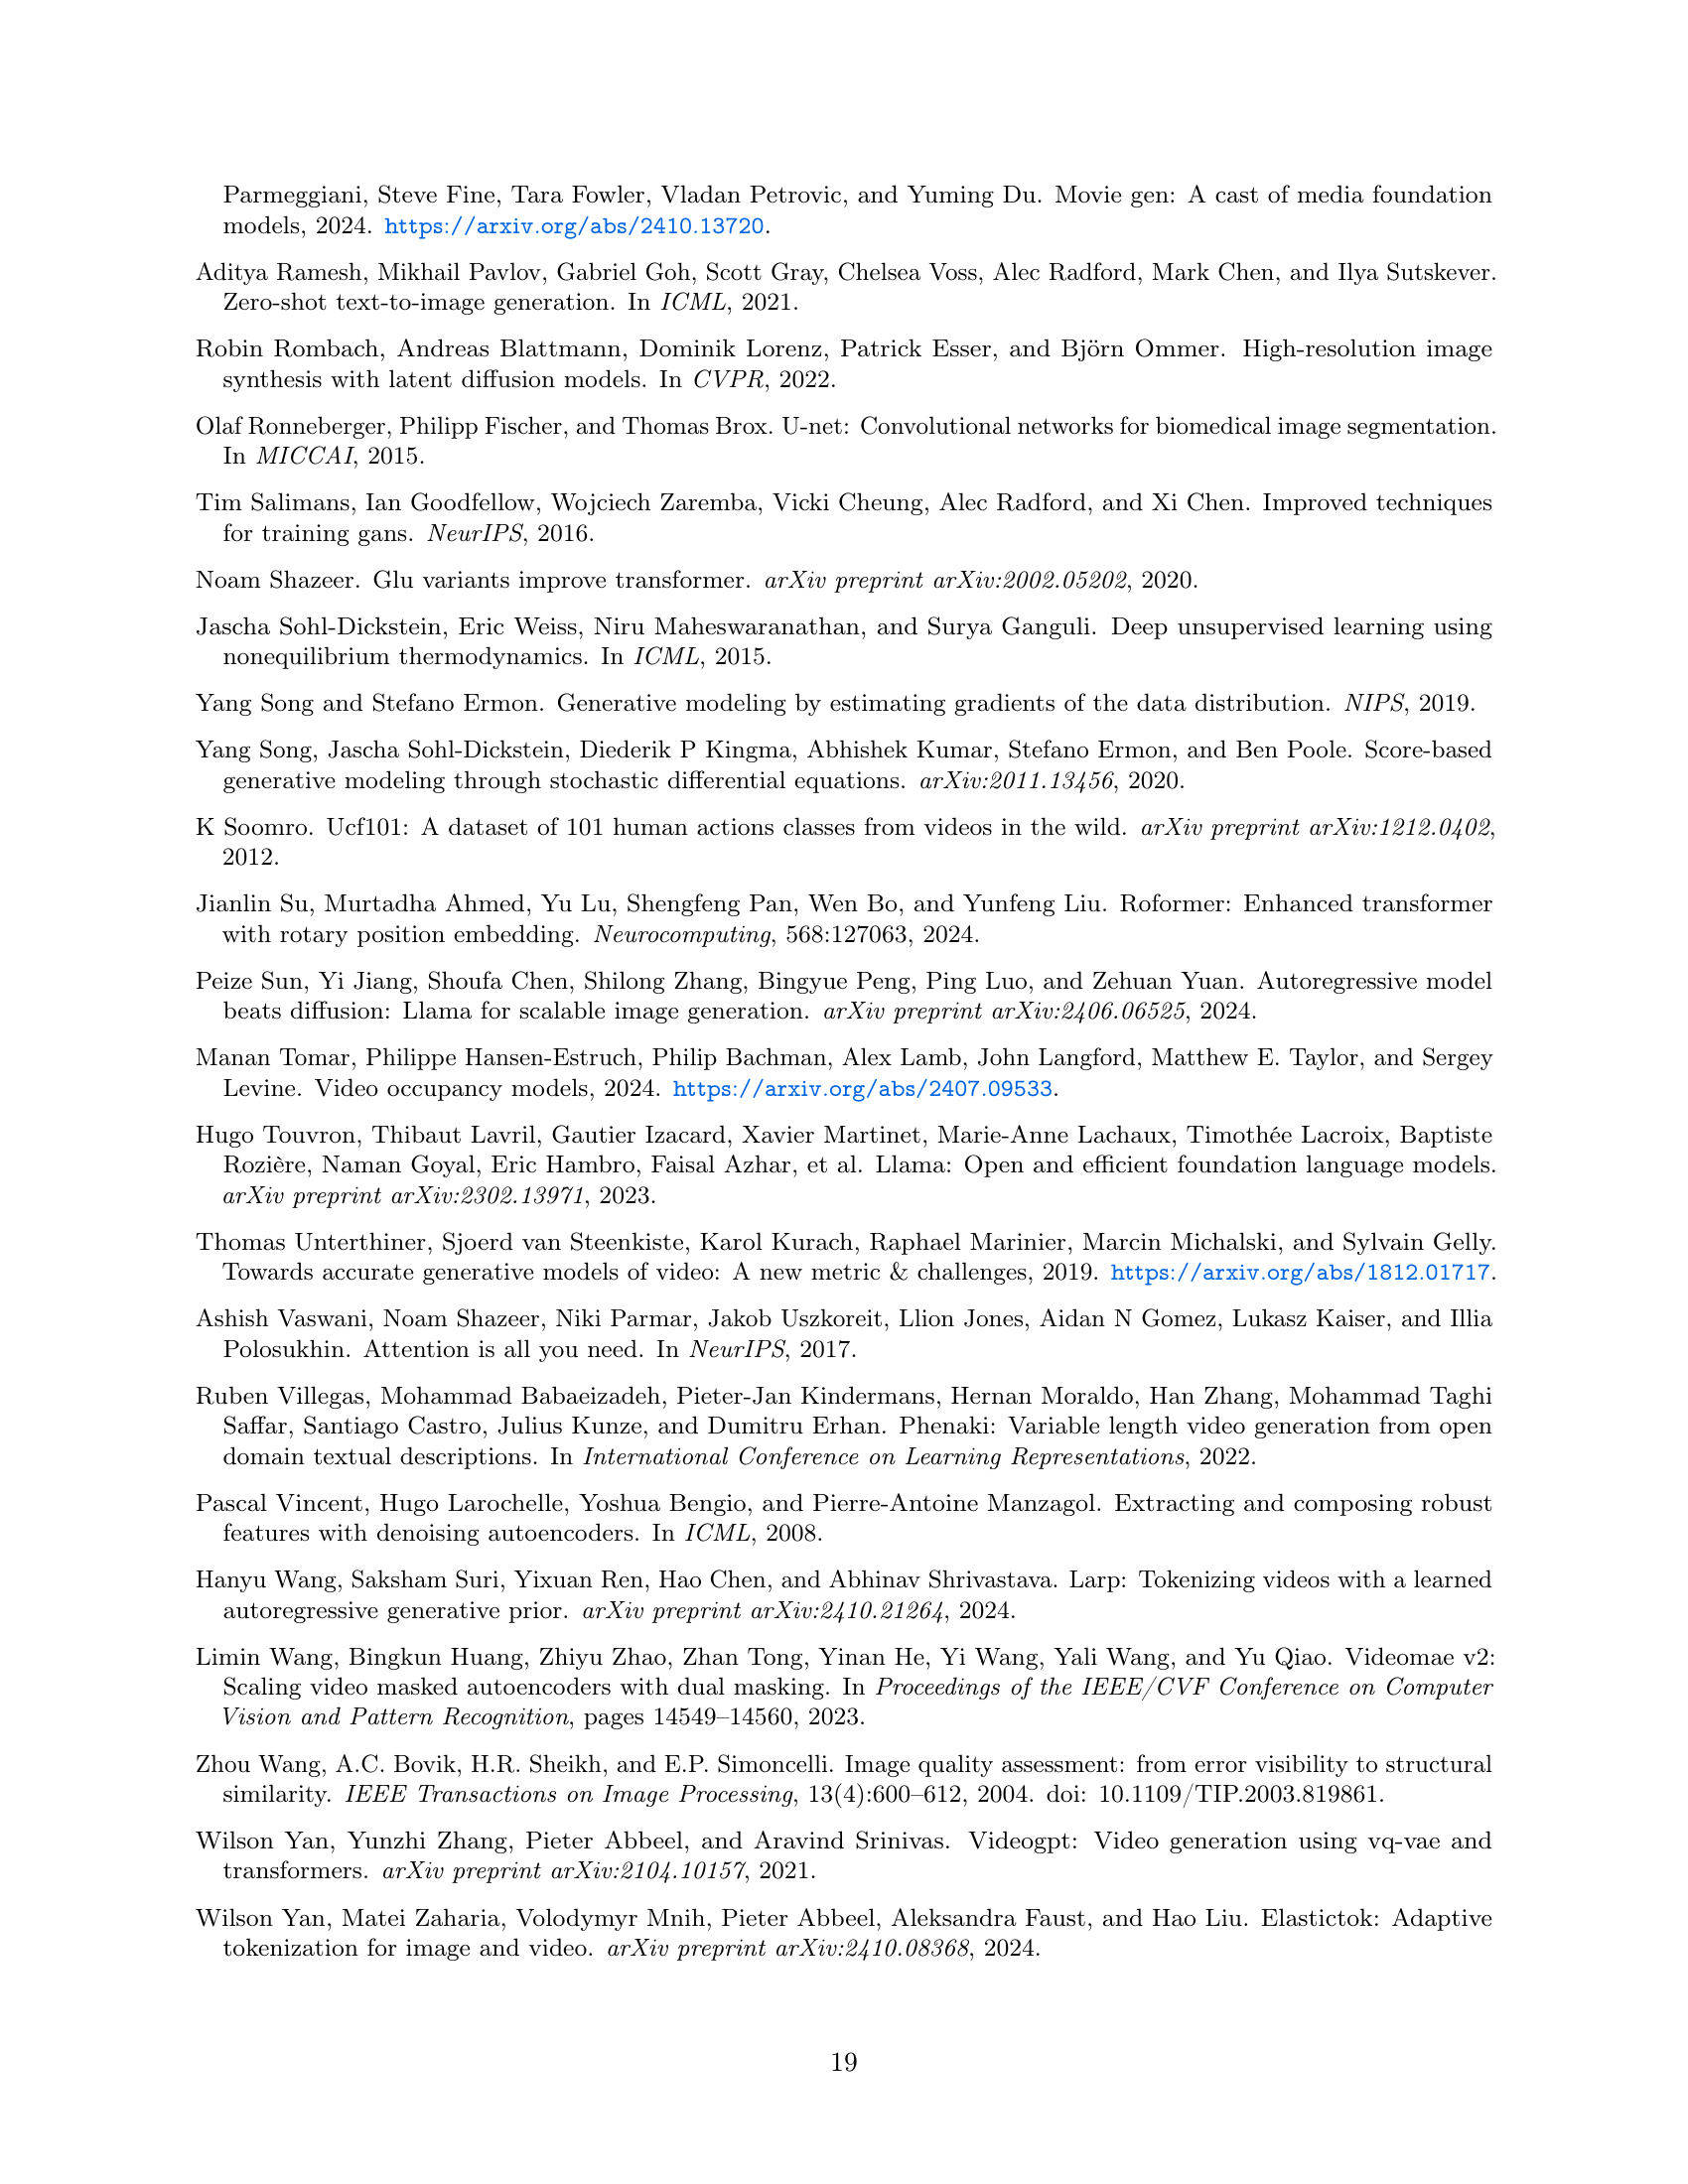 Parmeggiani, Steve Fine, Tara Fowler, Vladan Petrovic, and Yuming Du. Movie gen: A cast of media foundation
models, 2024. https://arxiv.org/abs/2410.13720.
Aditya Ramesh, Mikhail Pavlov, Gabriel Goh, Scott Gray, Chelsea Voss, Alec Radford, Mark Chen, and Ilya Sutskever.
Zero-shot text-to-image generation. In ICML, 2021.
Robin Rombach, Andreas Blattmann, Dominik Lorenz, Patrick Esser, and Björn Ommer. High-resolution image
synthesis with latent diffusion models. In CVPR, 2022.
Olaf Ronneberger, Philipp Fischer, and Thomas Brox. U-net: Convolutional networks for biomedical image segmentation.
In MICCAI, 2015.
Tim Salimans, Ian Goodfellow, Wojciech Zaremba, Vicki Cheung, Alec Radford, and Xi Chen. Improved techniques
for training gans. NeurIPS, 2016.
Noam Shazeer. Glu variants improve transformer. arXiv preprint arXiv:2002.05202, 2020.
Jascha Sohl-Dickstein, Eric Weiss, Niru Maheswaranathan, and Surya Ganguli. Deep unsupervised learning using
nonequilibrium thermodynamics. In ICML, 2015.
Yang Song and Stefano Ermon. Generative modeling by estimating gradients of the data distribution. NIPS, 2019.
Yang Song, Jascha Sohl-Dickstein, Diederik P Kingma, Abhishek Kumar, Stefano Ermon, and Ben Poole. Score-based
generative modeling through stochastic differential equations. arXiv:2011.13456, 2020.
K Soomro. Ucf101: A dataset of 101 human actions classes from videos in the wild. arXiv preprint arXiv:1212.0402,
2012.
Jianlin Su, Murtadha Ahmed, Yu Lu, Shengfeng Pan, Wen Bo, and Yunfeng Liu. Roformer: Enhanced transformer
with rotary position embedding. Neurocomputing, 568:127063, 2024.
Peize Sun, Yi Jiang, Shoufa Chen, Shilong Zhang, Bingyue Peng, Ping Luo, and Zehuan Yuan. Autoregressive model
beats diffusion: Llama for scalable image generation. arXiv preprint arXiv:2406.06525, 2024.
Manan Tomar, Philippe Hansen-Estruch, Philip Bachman, Alex Lamb, John Langford, Matthew E. Taylor, and Sergey
Levine. Video occupancy models, 2024. https://arxiv.org/abs/2407.09533.
Hugo Touvron, Thibaut Lavril, Gautier Izacard, Xavier Martinet, Marie-Anne Lachaux, Timothée Lacroix, Baptiste
Rozière, Naman Goyal, Eric Hambro, Faisal Azhar, et al. Llama: Open and efficient foundation language models.
arXiv preprint arXiv:2302.13971, 2023.
Thomas Unterthiner, Sjoerd van Steenkiste, Karol Kurach, Raphael Marinier, Marcin Michalski, and Sylvain Gelly.
Towards accurate generative models of video: A new metric & challenges, 2019. https://arxiv.org/abs/1812.01717.
Ashish Vaswani, Noam Shazeer, Niki Parmar, Jakob Uszkoreit, Llion Jones, Aidan N Gomez, Lukasz Kaiser, and Illia
Polosukhin. Attention is all you need. In NeurIPS, 2017.
Ruben Villegas, Mohammad Babaeizadeh, Pieter-Jan Kindermans, Hernan Moraldo, Han Zhang, Mohammad Taghi
Saffar, Santiago Castro, Julius Kunze, and Dumitru Erhan. Phenaki: Variable length video generation from open
domain textual descriptions. In International Conference on Learning Representations, 2022.
Pascal Vincent, Hugo Larochelle, Yoshua Bengio, and Pierre-Antoine Manzagol. Extracting and composing robust
features with denoising autoencoders. In ICML, 2008.
Hanyu Wang, Saksham Suri, Yixuan Ren, Hao Chen, and Abhinav Shrivastava. Larp: Tokenizing videos with a learned
autoregressive generative prior. arXiv preprint arXiv:2410.21264, 2024.
Limin Wang, Bingkun Huang, Zhiyu Zhao, Zhan Tong, Yinan He, Yi Wang, Yali Wang, and Yu Qiao. Videomae v2:
Scaling video masked autoencoders with dual masking. In Proceedings of the IEEE/CVF Conference on Computer
Vision and Pattern Recognition, pages 14549–14560, 2023.
Zhou Wang, A.C. Bovik, H.R. Sheikh, and E.P. Simoncelli. Image quality assessment: from error visibility to structural
similarity. IEEE Transactions on Image Processing, 13(4):600–612, 2004. doi: 10.1109/TIP.2003.819861.
Wilson Yan, Yunzhi Zhang, Pieter Abbeel, and Aravind Srinivas. Videogpt: Video generation using vq-vae and
transformers. arXiv preprint arXiv:2104.10157, 2021.
Wilson Yan, Matei Zaharia, Volodymyr Mnih, Pieter Abbeel, Aleksandra Faust, and Hao Liu. Elastictok: Adaptive
tokenization for image and video. arXiv preprint arXiv:2410.08368, 2024.
19